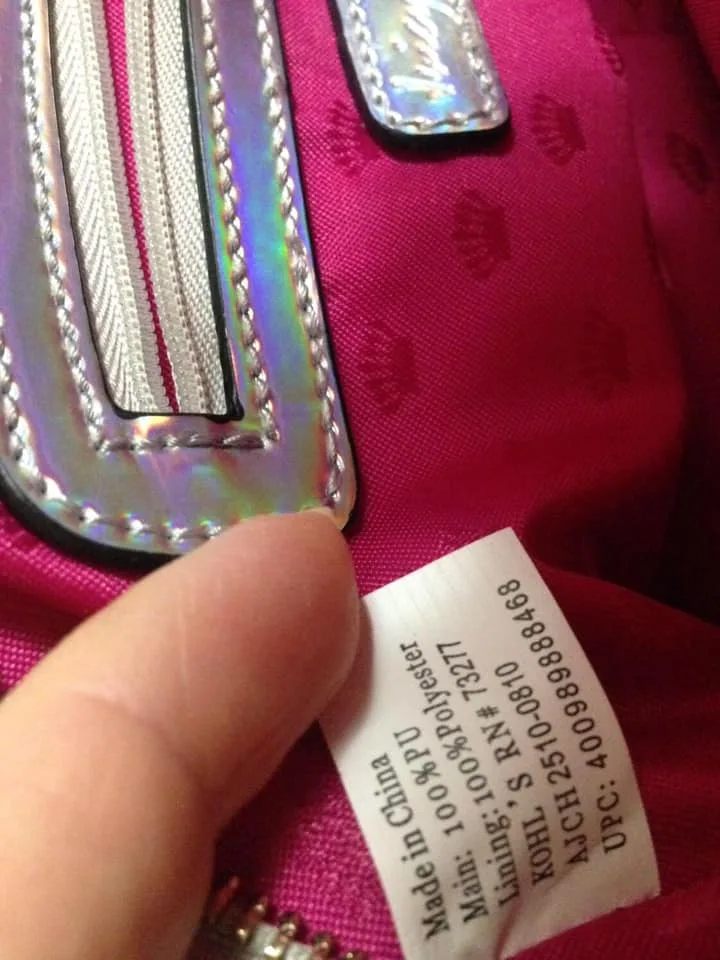 Made in China
Main: 100%PU
Lining:100%Polyester
KOHL,S RN# 73277
AJCH 2510-0810
UPC: 400989888468